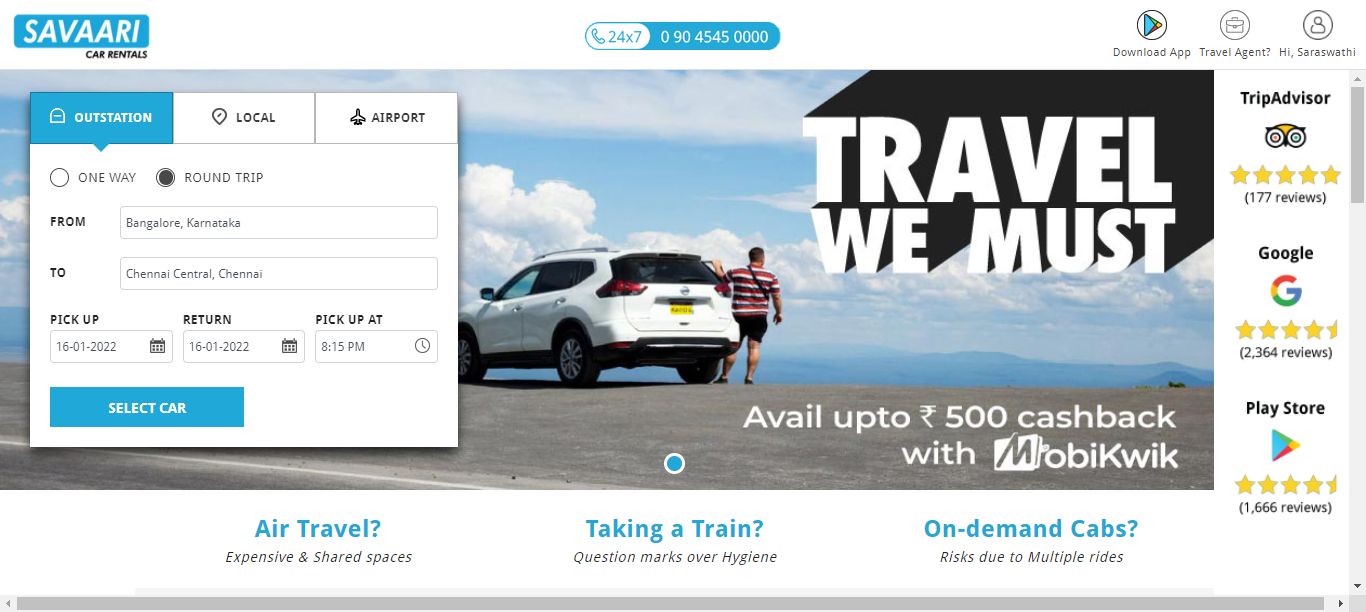 SAVAARI
CAR RENTALS
24x7 0 90 4545 0000
Download App
Travel Agent?
Hi, Saraswathi
OUTSTATION
LOCAL
AIRPORT
ONE WAY
ROUND TRIP
FROM
Bangalore, Karnataka
TO
Chennai Central, Chennai
PICK UP
RETURN
PICK UP AT
16-01-2022
16-01-2022
8:15 PM
SELECT CAR
TRAVEL
WE MUST
Avail upto ₹ 500 cashback
with MobiKwik
TripAdvisor
(177 reviews)
Google
G
(2,364 reviews)
Play Store
(1,666 reviews)
Air Travel?
Expensive & Shared spaces
Taking a Train?
Question marks over Hygiene
On-demand Cabs?
Risks due to Multiple rides